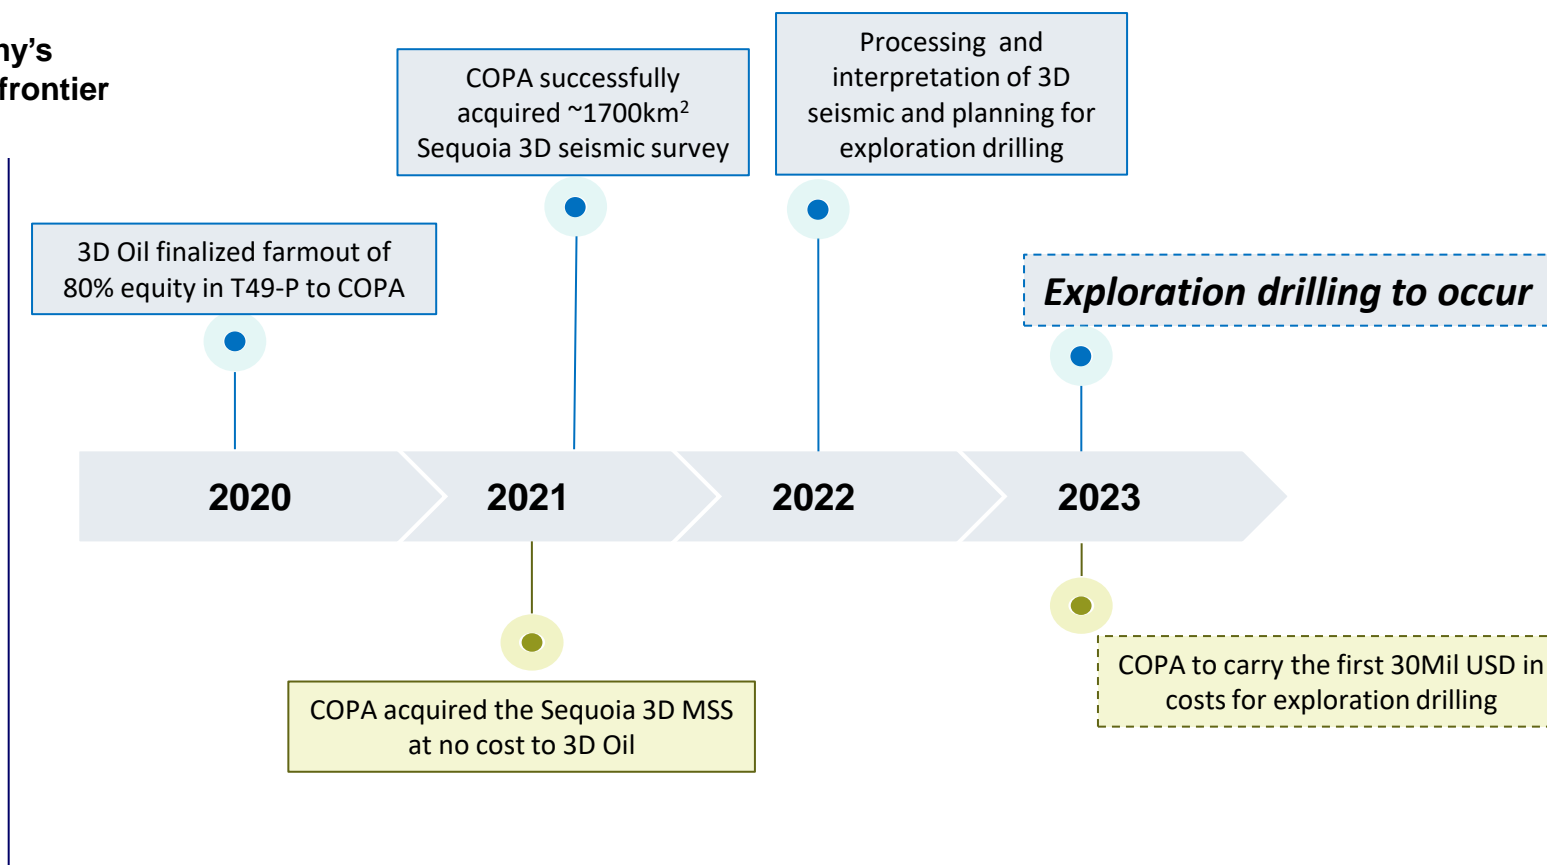 ny's
frontier
COPA successfully
acquired ~1700km²
Sequoia 3D seismic survey
Processing and
interpretation of 3D
seismic and planning for
exploration drilling
3D Oil finalized farmout of
80% equity in T49-P to COPA
Exploration drilling to occur
2020
2021
2022
2023
COPA acquired the Sequoia 3D MSS
at no cost to 3D Oil
COPA to carry the first 30Mil USD in
costs for exploration drilling